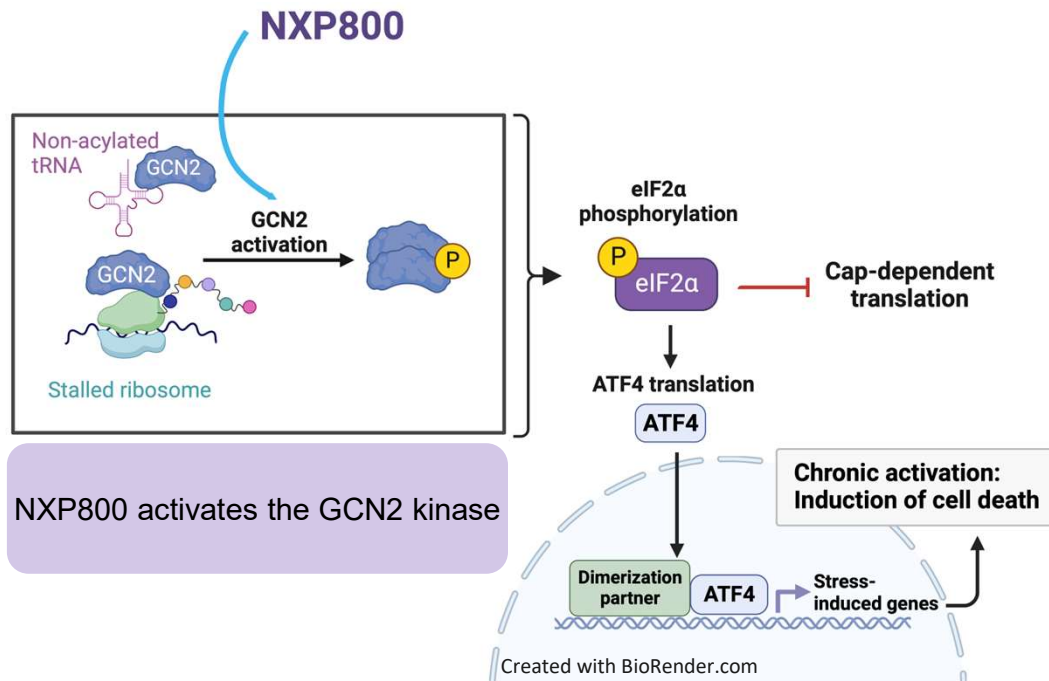 NXP800
Non-acylated
tRNA
GCN2
GCN2
activation
P
GCN2
Stalled ribosome
eIF2α
phosphorylation
P
eIF2α
Cap-dependent
translation
ATF4 translation
ATF4
NXP800 activates the GCN2 kinase
Chronic activation:
Induction of cell death
Dimerization
partner
ATF4
Stress-
induced genes
Created with BioRender.com